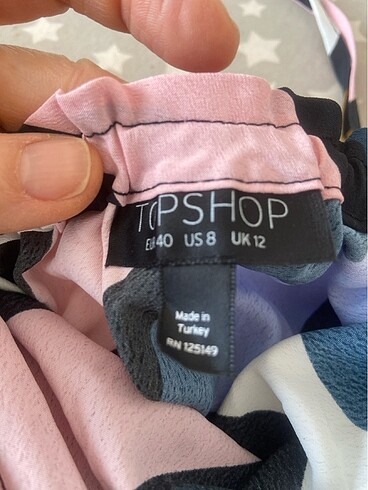 TOPSHOP
EUR 40 US 8 UK 12
Made in
Turkey
RN 125149